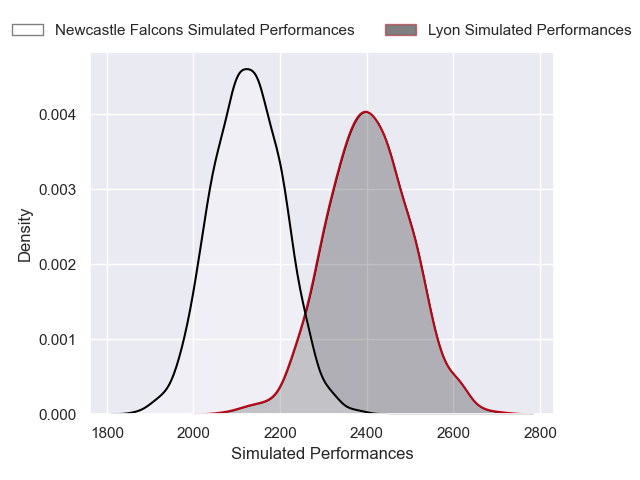 Newcastle Falcons Simulated Performances Lyon Simulated Performances
0.004
0.003
0.002
0.001
0.000
Density
1800 2000 2200 2400 2600 2800
Simulated Performances